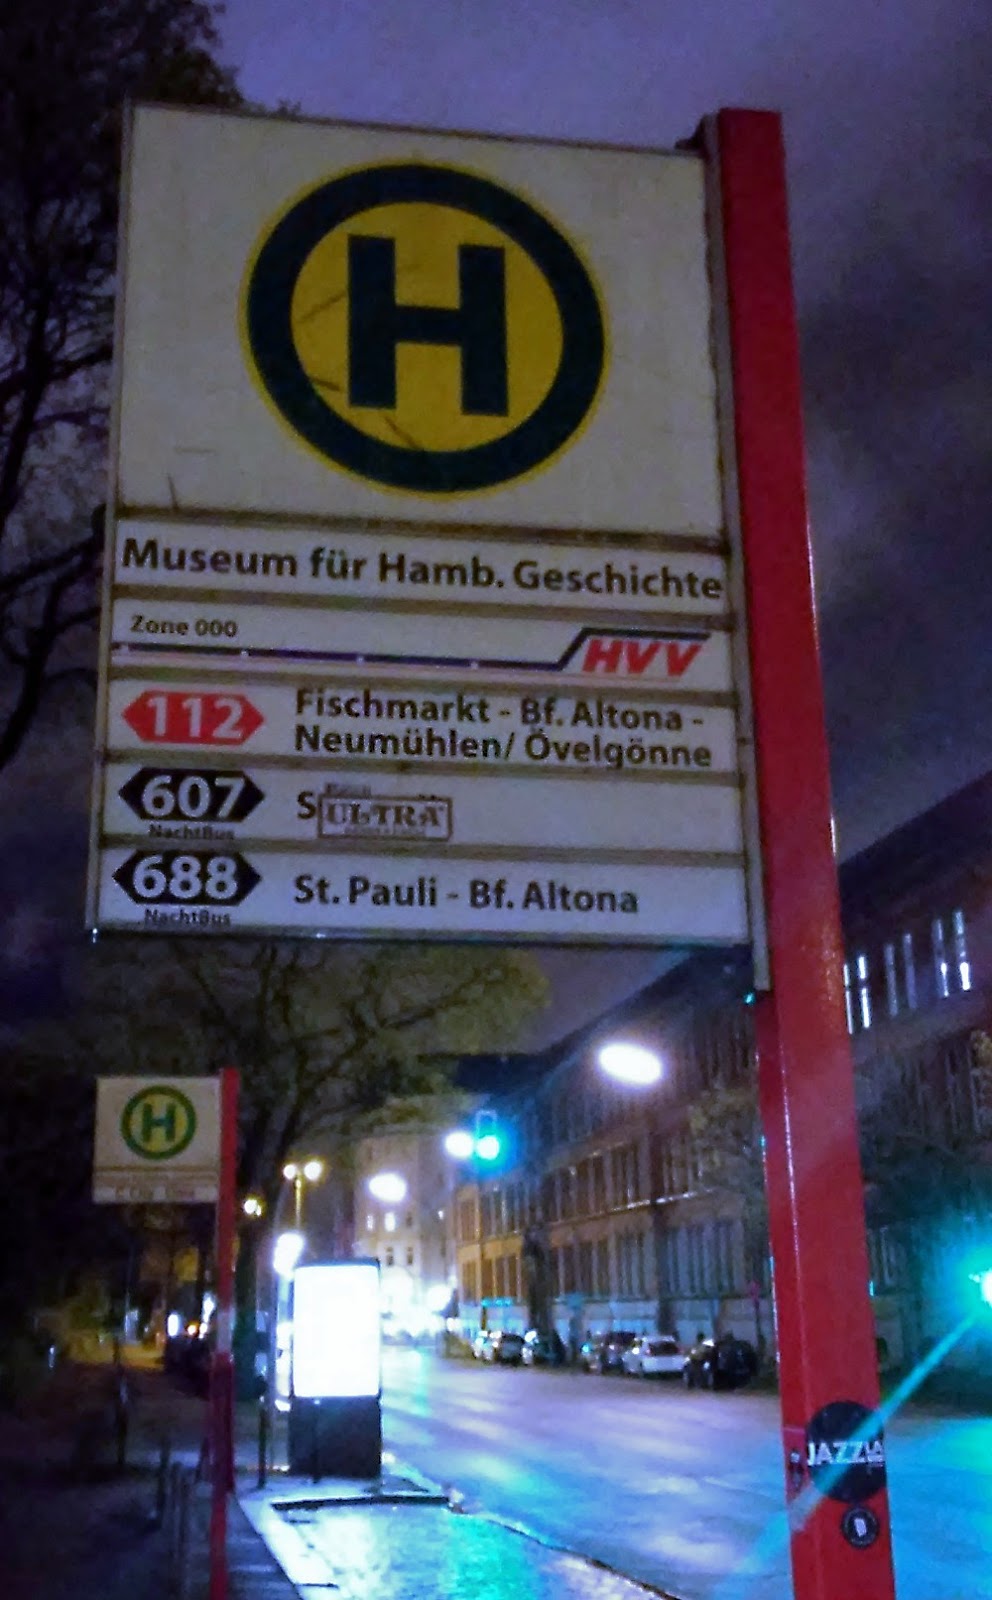 H
Museum für Hamb. Geschichte
Zone 000
HVV
112
Fischmarkt - Bf. Altona -
Neumühlen/ Övelgönne
607
NachtBus
S
ULTRA
688
NachtBus
St. Pauli - Bf. Altona
H
JAZZLA